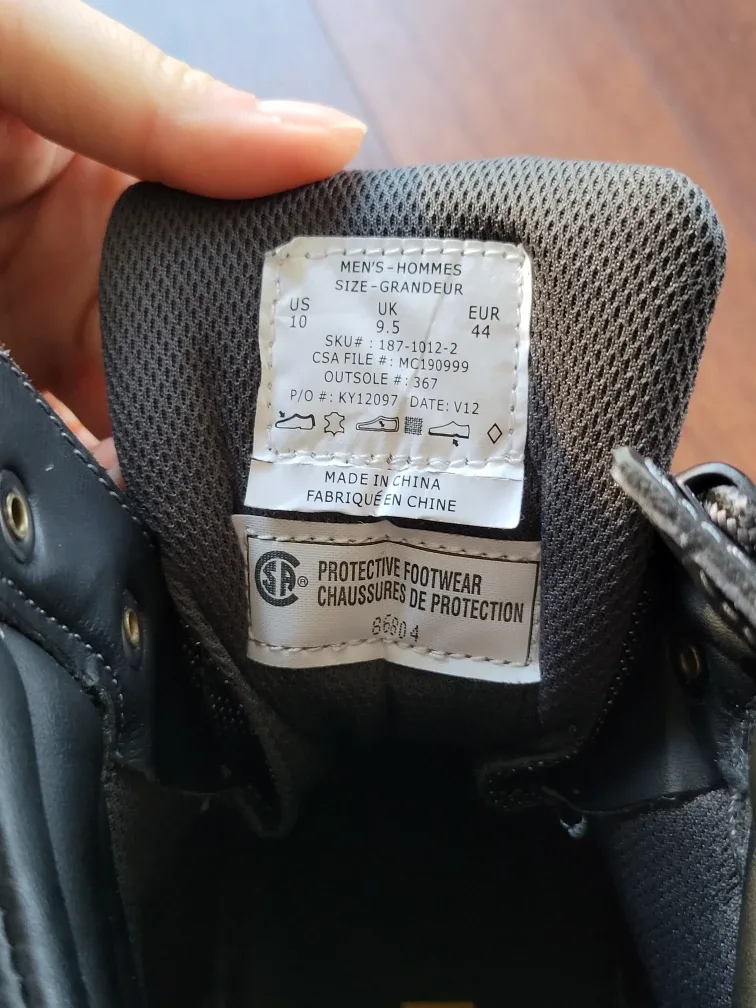 MEN'S-HOMMES
SIZE-GRANDEUR
US UK EUR
10 9.5 44
SKU# : 187-1012-2
CSA FILE #: MC190999
OUTSOLE #: 367
P/O #: KY12097 DATE: V12
MADE IN CHINA
FABRIQUÉ EN CHINE
CSA® PROTECTIVE FOOTWEAR
CHAUSSURES DE PROTECTION
86804